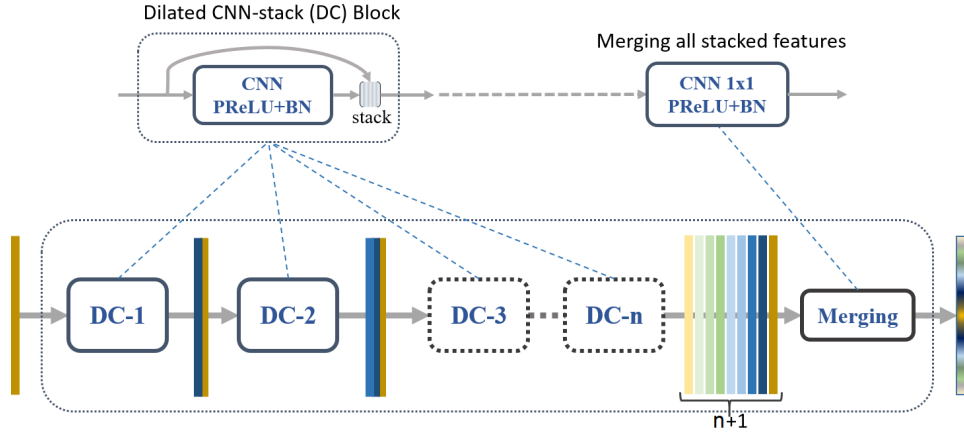 Dilated CNN-stack (DC) Block
Merging all stacked features
CNN
PReLU+BN
stack
CNN 1x1
PReLU+BN
DC-1
DC-2
DC-3
DC-n
Merging
n+1